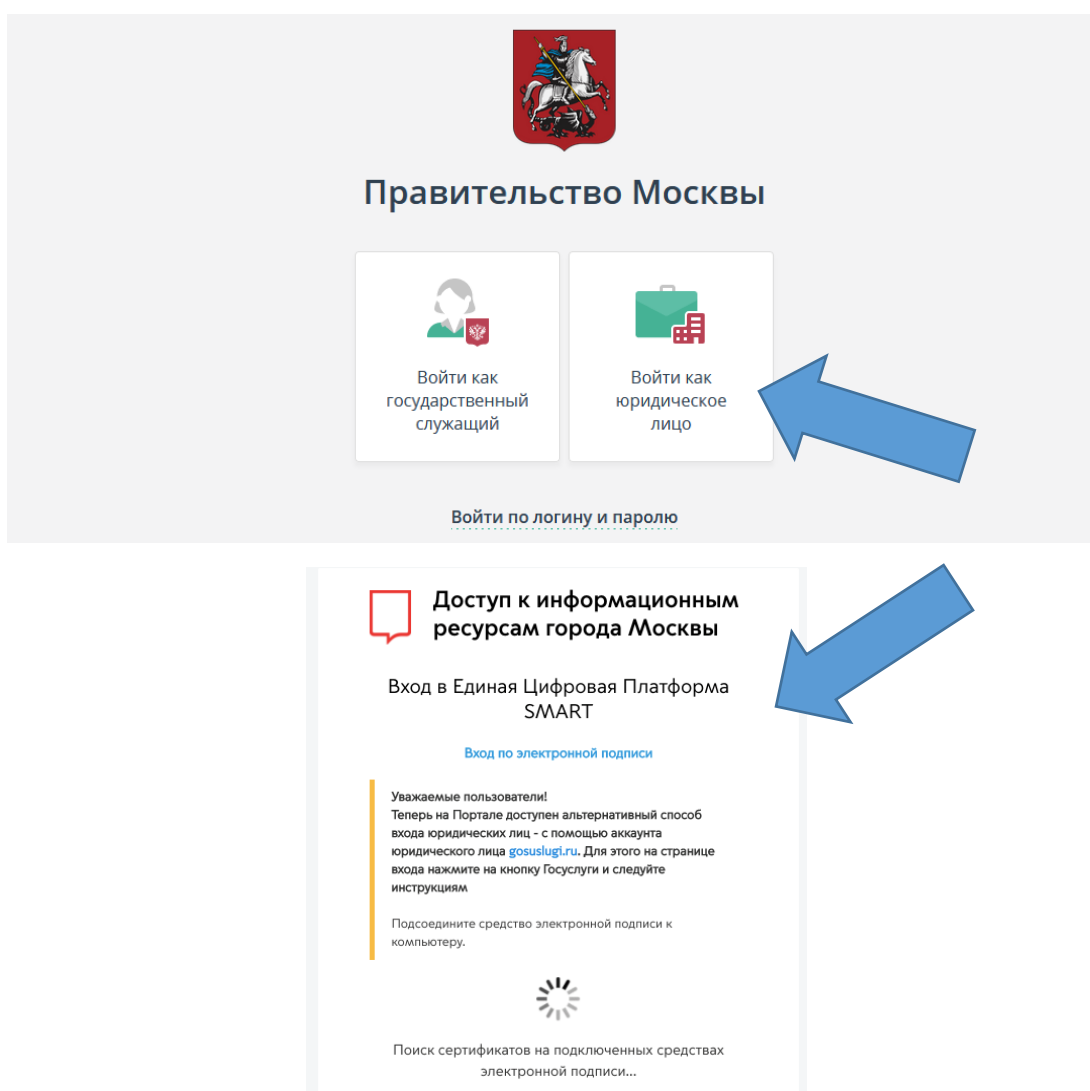 Правительство Москвы
Войти как
государственный
служащий
Войти как
юридическое
лицо
Войти по логину и паролю
Доступ к информационным
ресурсам города Москвы
Вход в Единая Цифровая Платформа
SMART
Вход по электронной подписи
Уважаемые пользователи!
Теперь на Портале доступен альтернативный способ
входа юридических лиц - с помощью аккаунта
юридического лица gosuslugi.ru. Для этого на странице
входа нажмите на кнопку Госуслуги и следуйте
инструкциям
Подсоедините средство электронной подписи к
компьютеру.
Поиск сертификатов на подключенных средствах
электронной подписи...